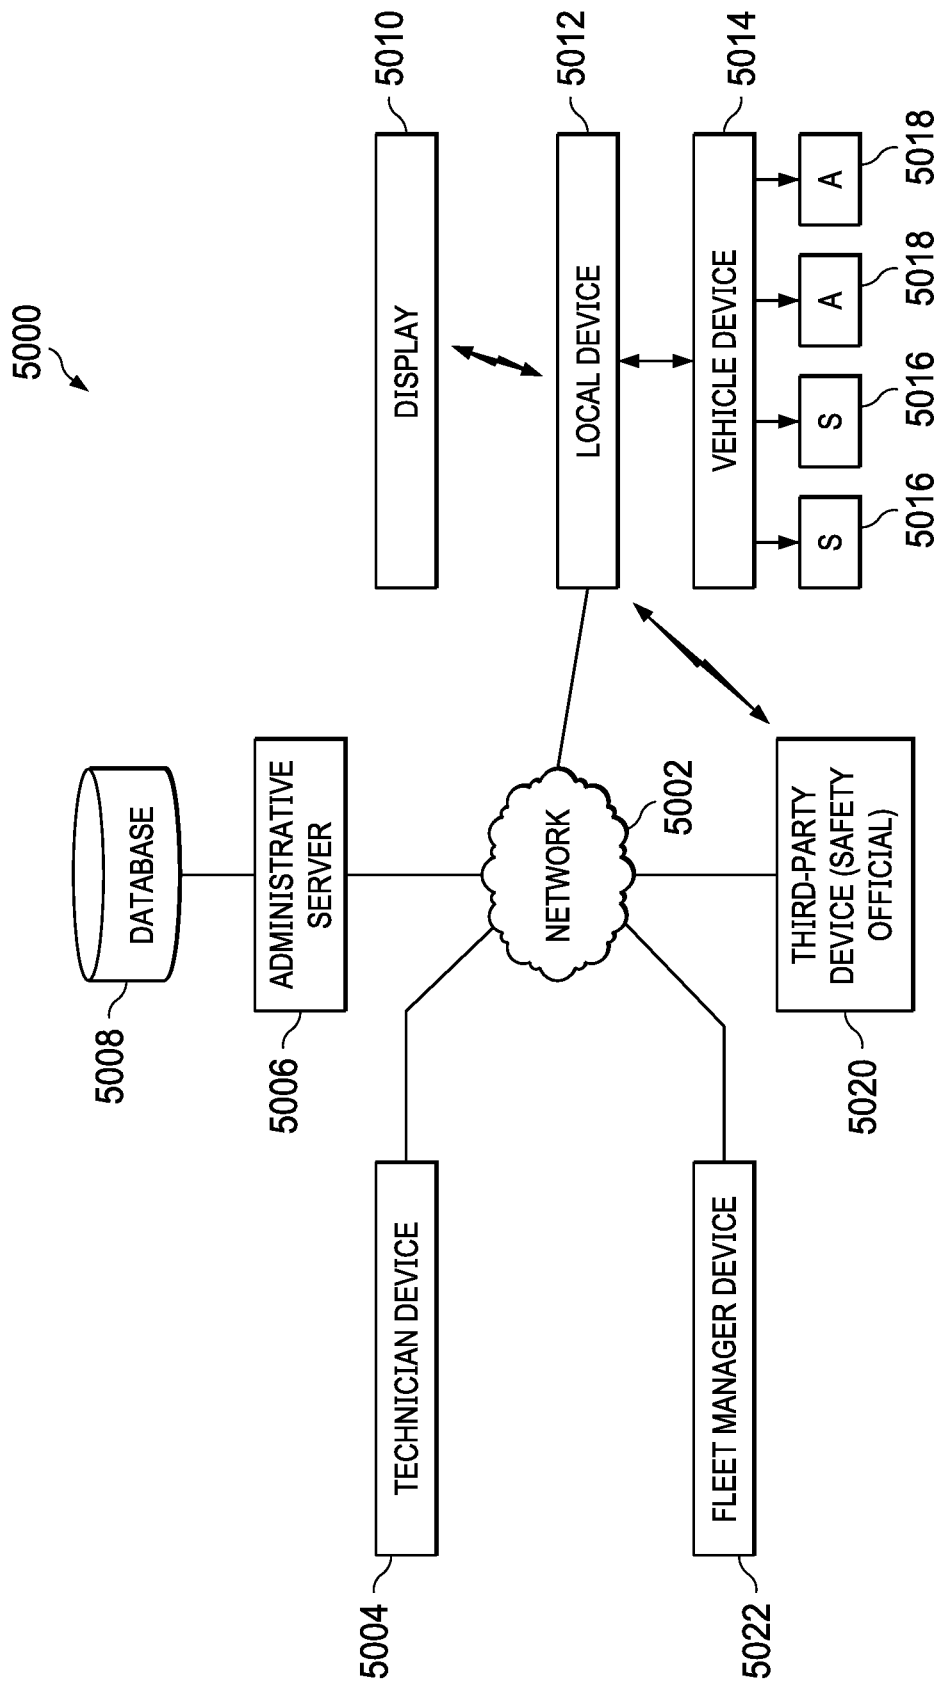 5000
5008
DATABASE
5006
ADMINISTRATIVE
SERVER
5004
TECHNICIAN DEVICE
DISPLAY
5010
NETWORK
5002
LOCAL DEVICE
5012
5022
FLEET MANAGER DEVICE
5020
THIRD-PARTY
DEVICE (SAFETY
OFFICIAL)
VEHICLE DEVICE
5014
S
S
A
A
5016
5016
5018
5018